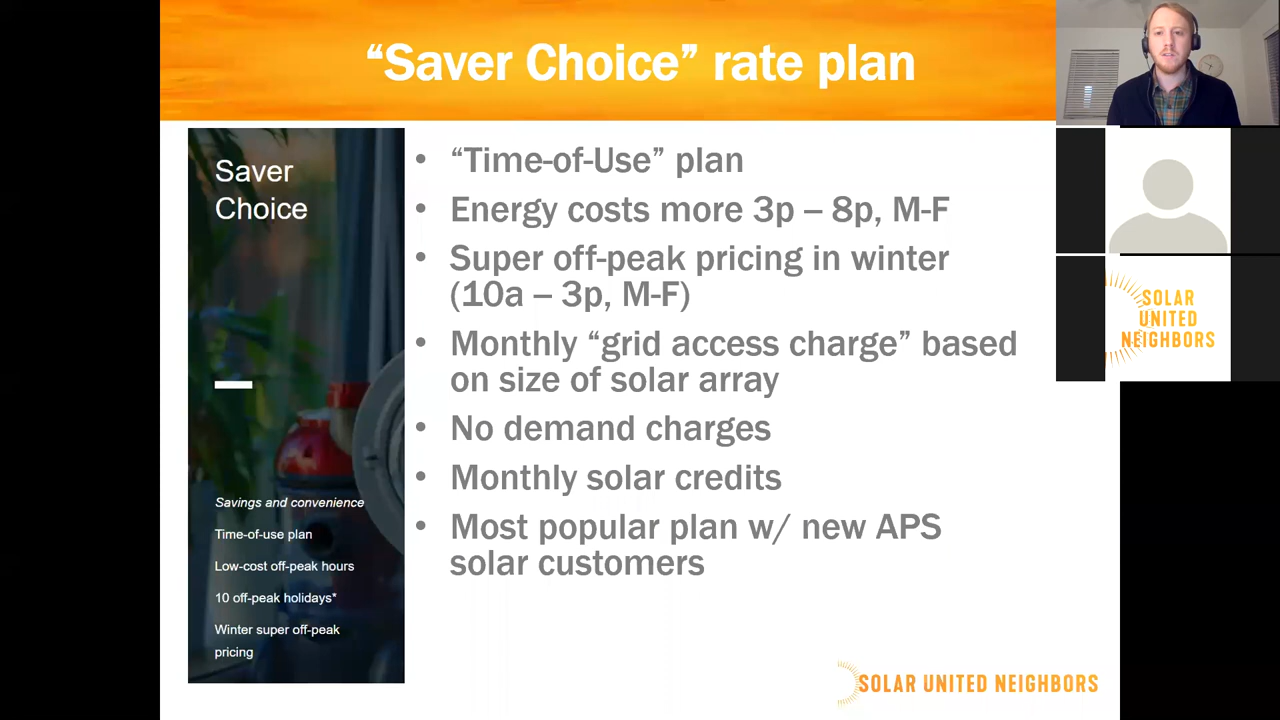 “Saver Choice” rate plan
Saver
Choice
Savings and convenience
Time-of-use plan
Low-cost off-peak hours
10 off-peak holidays*
Winter super off-peak
pricing
• “Time-of-Use” plan
• Energy costs more 3p – 8p, M-F
• Super off-peak pricing in winter
(10a – 3p, M-F)
• Monthly “grid access charge” based
on size of solar array
• No demand charges
• Monthly solar credits
• Most popular plan w/ new APS
solar customers
SOLAR
UNITED
NEIGHBORS
SOLAR UNITED NEIGHBORS